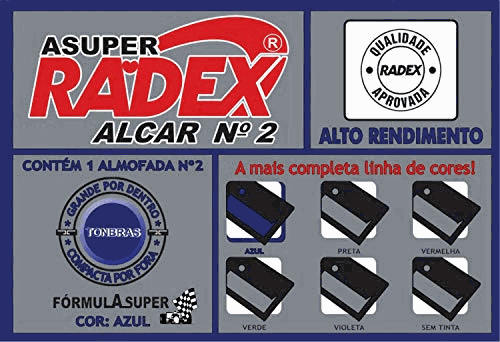 ASUPER
RADEX®
ALCAR Nº 2
QUALIDADE
RADEX
APROVADA
ALTO RENDIMENTO
CONTÉM 1 ALMOFADA Nº2
GRANDE POR DENTRO
TONBRAS
COMPACTA POR FORA
FÓRMULASUPER
COR: AZUL
A mais completa linha de cores!
AZUL PRETA VERMELHA
VERDE VIOLETA SEM TINTA